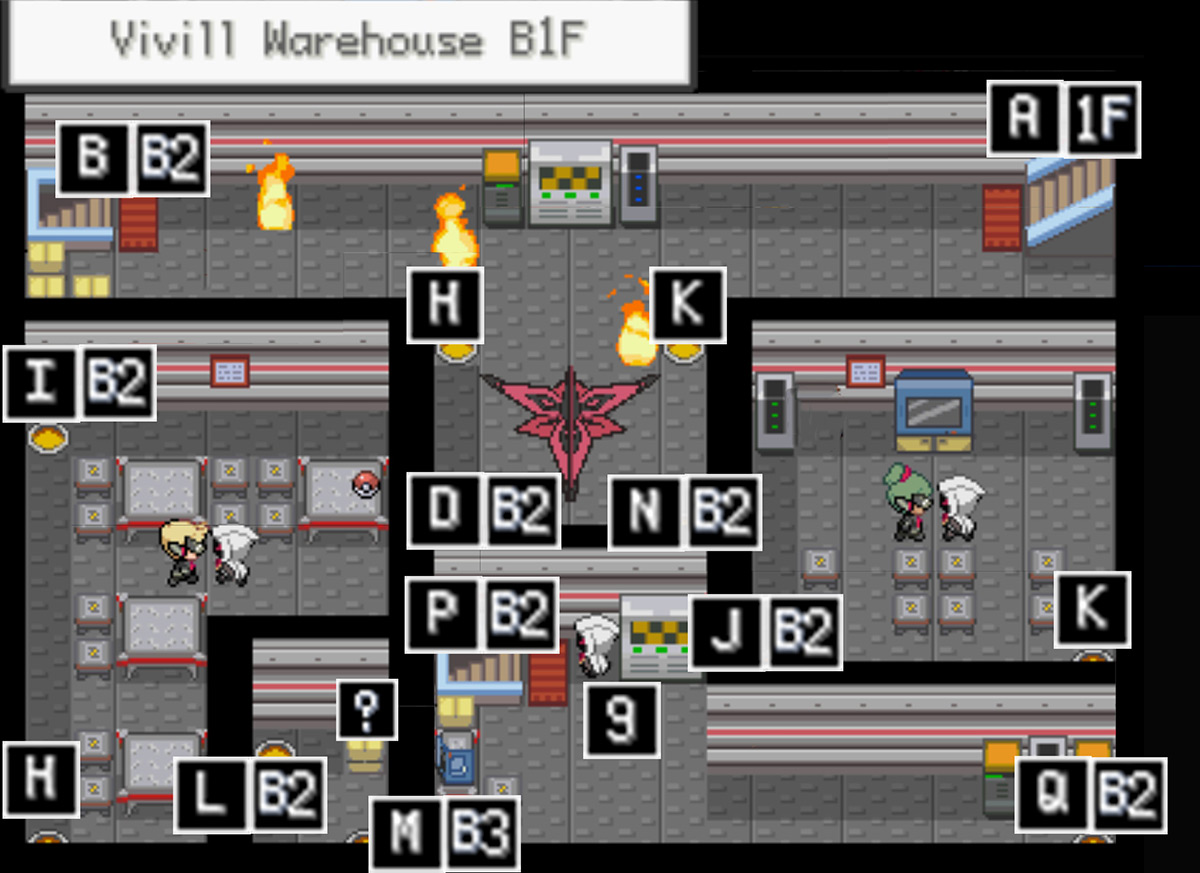 Vivill Warehouse B1F
A 1F
B B2
H
K
I B2
D B2
N B2
P B2
J B2
K
?
9
H
L B2
M B3
Q B2